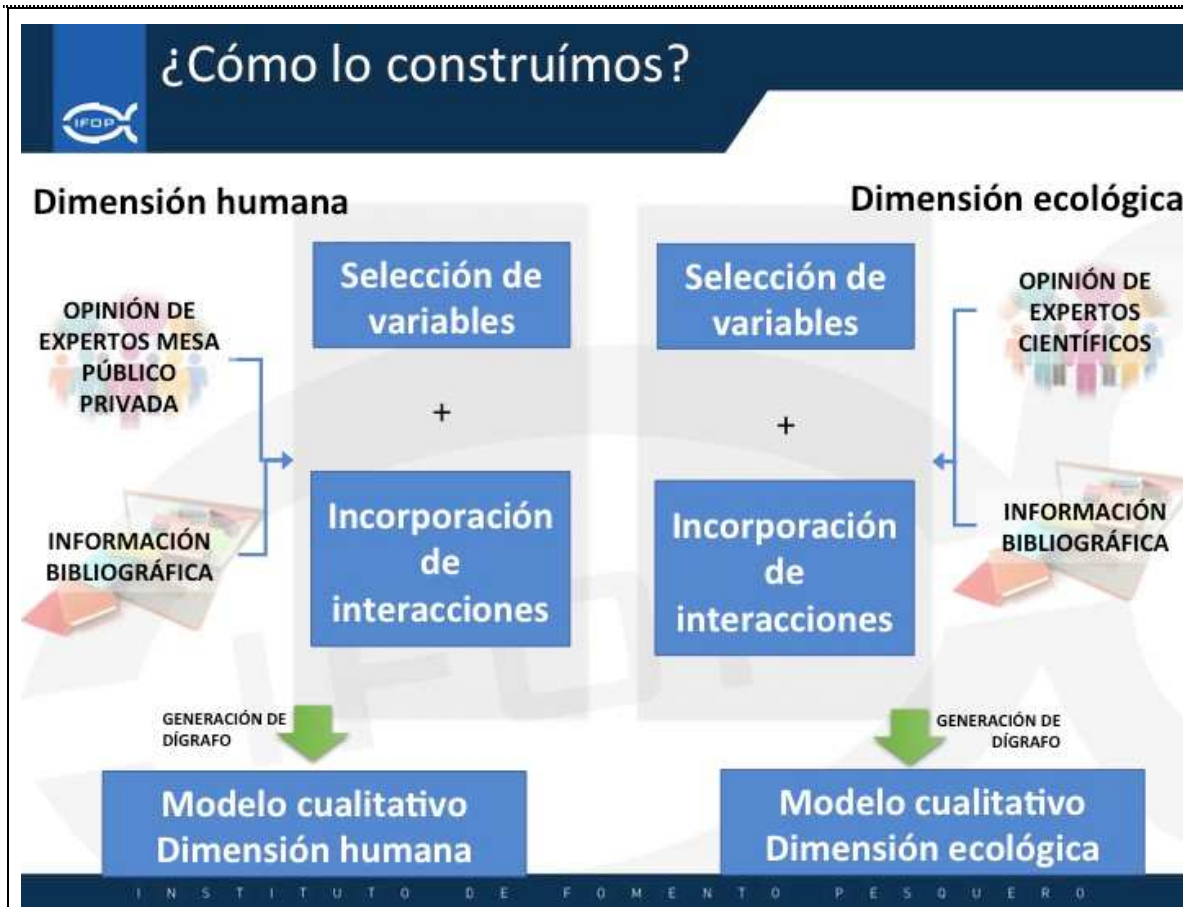 ¿Cómo lo construímos?
IFOP
Dimensión humana
OPINIÓN DE
EXPERTOS MESA
PÚBLICO
PRIVADA
INFORMACIÓN
BIBLIOGRÁFICA
Selección de
variables
+
Incorporación
de
interacciones
GENERACIÓN DE
DÍGRAFO
Modelo cualitativo
Dimensión humana
Dimensión ecológica
Selección de
variables
+
Incorporación
de
interacciones
OPINIÓN DE
EXPERTOS
CIENTÍFICOS
INFORMACIÓN
BIBLIOGRÁFICA
GENERACIÓN DE
DÍGRAFO
Modelo cualitativo
Dimensión ecológica
IFOP
INSTITUTO DE FOMENTO PESQUERO